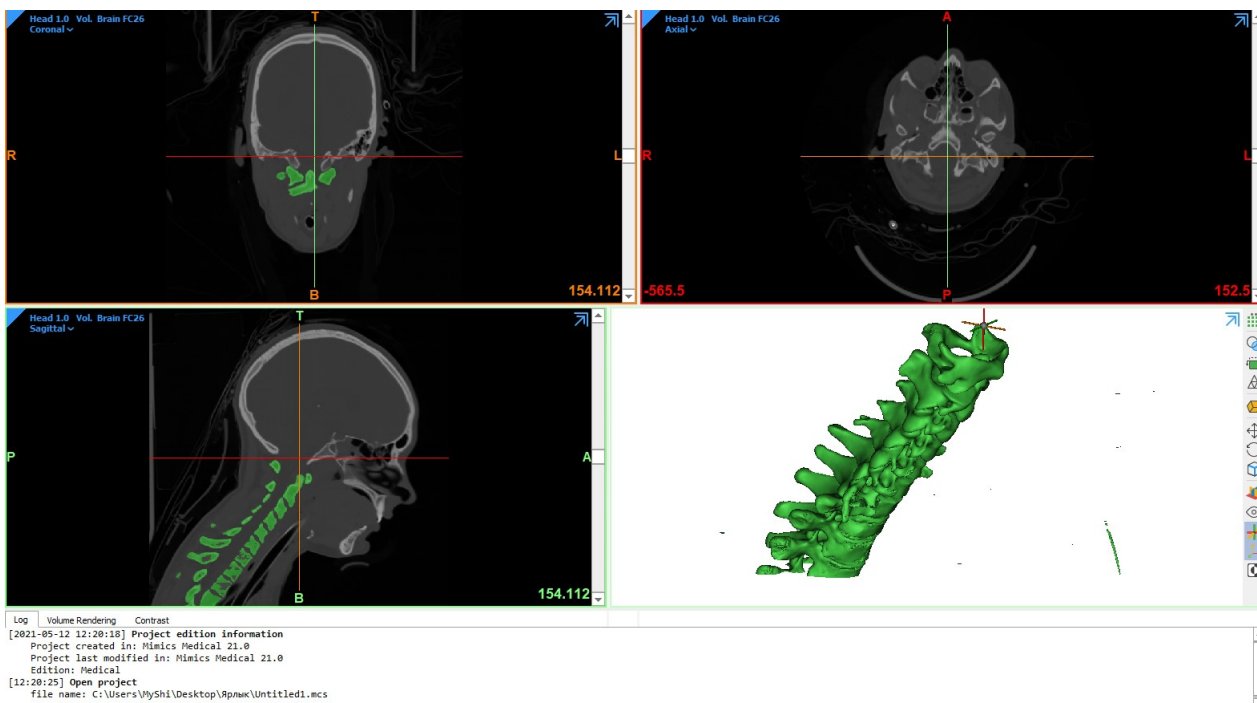 Head 1.0 Vol. Brain FC26
Coronal
T
R
L
B
154.112
Head 1.0 Vol. Brain FC26
Axial
A
R
L
P
-565.5
152.5
Head 1.0 Vol. Brain FC26
Sagittal
T
P
A
B
154.112
Log Volume Rendering Contrast
[2021-05-12 12:20:18] Project edition information
Project created in: Mimics Medical 21.0
Project last modified in: Mimics Medical 21.0
Edition: Medical
[12:20:25] Open project
file name: C:\Users\MyShi\Desktop\Ярлык\Untitled1.mcs